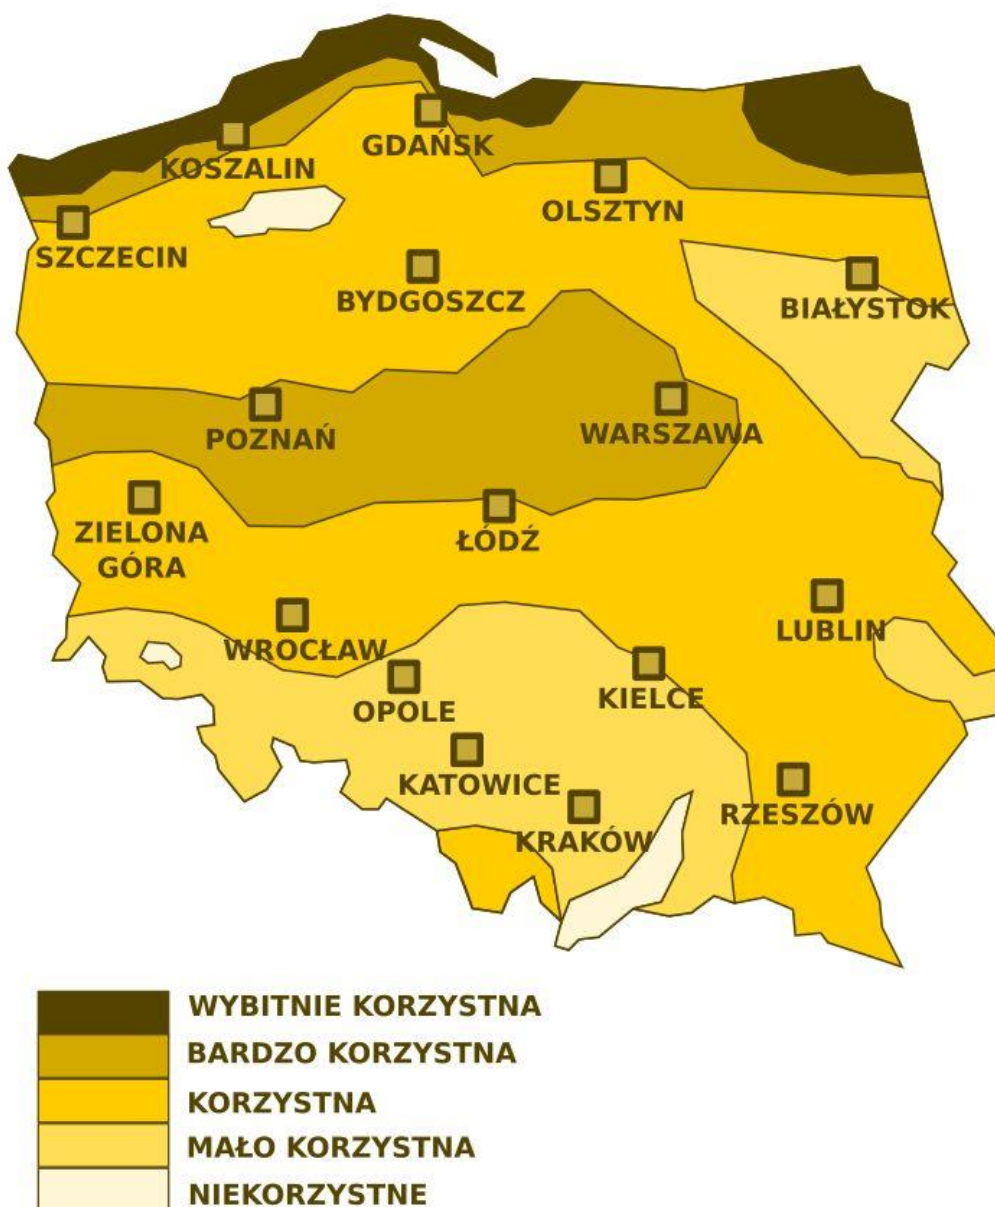 KOSZALIN
GDAŃSK
OLSZTYN
SZCZECIN
BYDGOSZCZ
BIAŁYSTOK
POZNAŃ
WARSZAWA
ZIELONA
GÓRA
ŁÓDŹ
LUBLIN
WROCŁAW
OPOLE
KIELCE
KATOWICE
KRAKÓW
RZESZÓW
WYBITNIE KORZYSTNA
BARDZO KORZYSTNA
KORZYSTNA
MAŁO KORZYSTNA
NIEKORZYSTNE